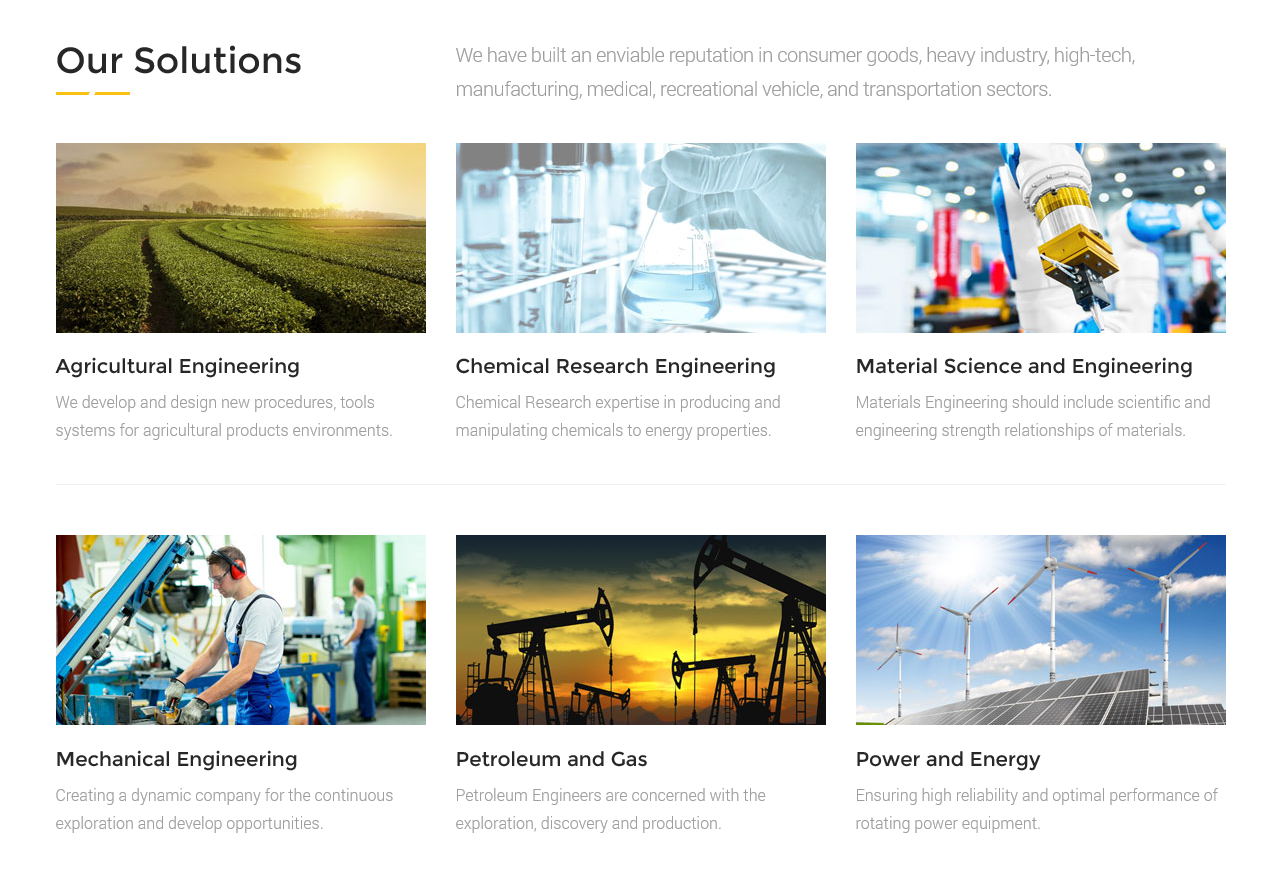 Our Solutions
We have built an enviable reputation in consumer goods, heavy industry, high-tech,
manufacturing, medical, recreational vehicle, and transportation sectors.
Agricultural Engineering
We develop and design new procedures, tools
systems for agricultural products environments.
Chemical Research Engineering
Chemical Research expertise in producing and
manipulating chemicals to energy properties.
Material Science and Engineering
Materials Engineering should include scientific and
engineering strength relationships of materials.
Mechanical Engineering
Creating a dynamic company for the continuous
exploration and develop opportunities.
Petroleum and Gas
Petroleum Engineers are concerned with the
exploration, discovery and production.
Power and Energy
Ensuring high reliability and optimal performance of
rotating power equipment.